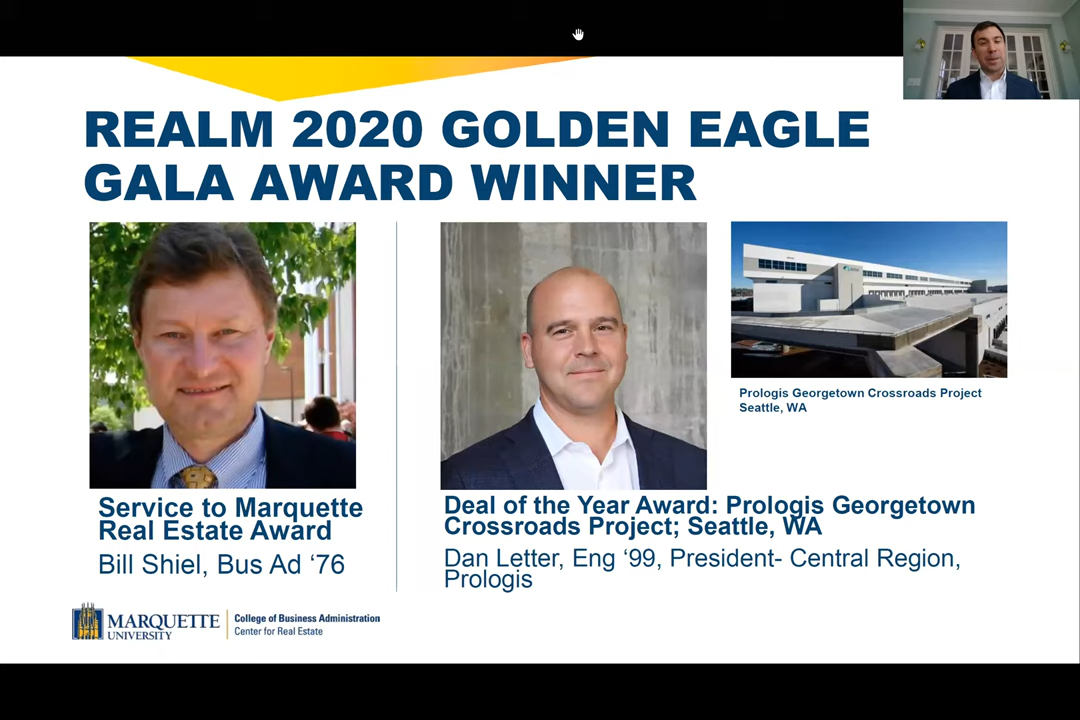 REALM 2020 GOLDEN EAGLE
GALA AWARD WINNER
Prologis Georgetown Crossroads Project
Seattle, WA
Service to Marquette
Real Estate Award
Bill Shiel, Bus Ad ‘76
Deal of the Year Award: Prologis Georgetown
Crossroads Project; Seattle, WA
Dan Letter, Eng ‘99, President- Central Region,
Prologis
MARQUETTE
UNIVERSITY
College of Business Administration
Center for Real Estate